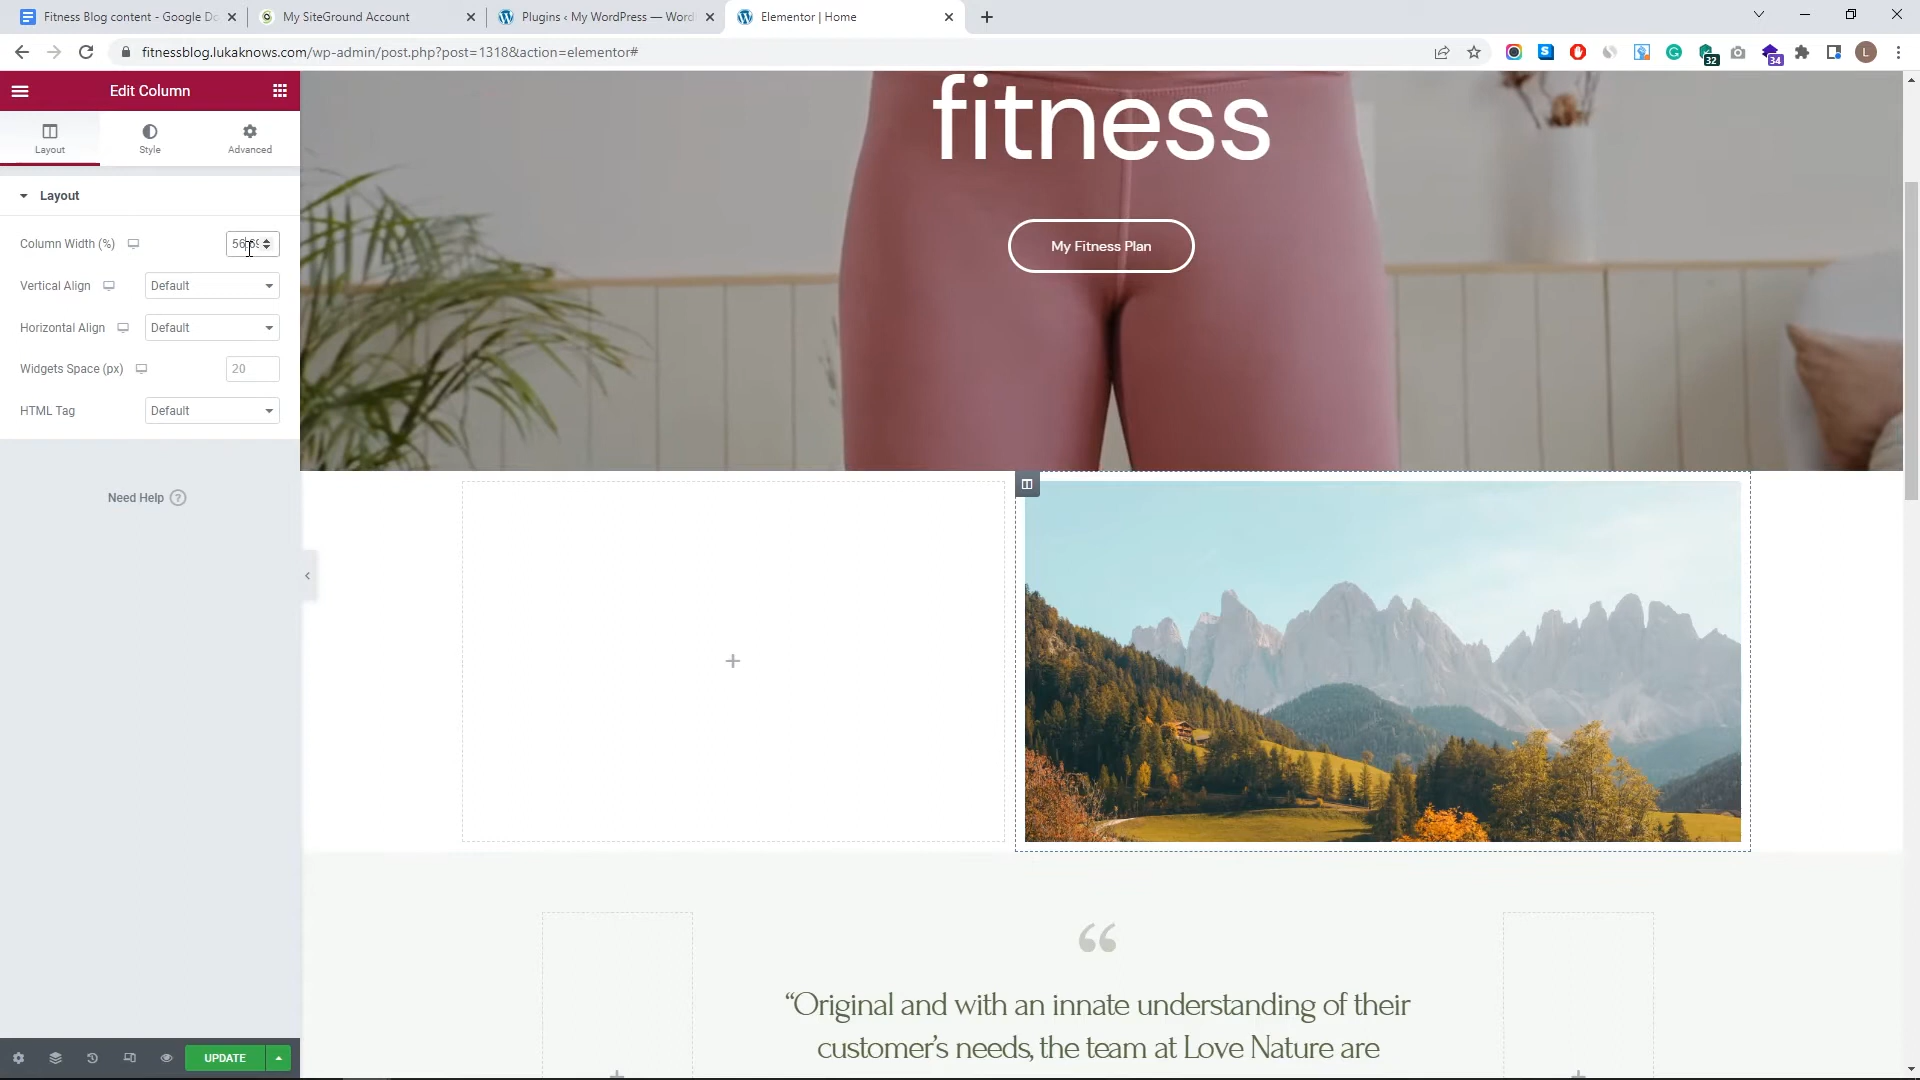 Fitness Blog content - Google Do
My SiteGround Account
Plugins ‹ My WordPress — Word
Elementor | Home
fitnessblog.lukaknows.com/wp-admin/post.php?post=1318&action=elementor#
32
34
L
Edit Column
Layout
Style
Advanced
Layout
Column Width (%)
Vertical Align
Default
Horizontal Align
Default
Widgets Space (px)
20
HTML Tag
Default
Need Help ?
UPDATE
fitness
My Fitness Plan
“
“Original and with an innate understanding of their
customer’s needs, the team at Love Nature are